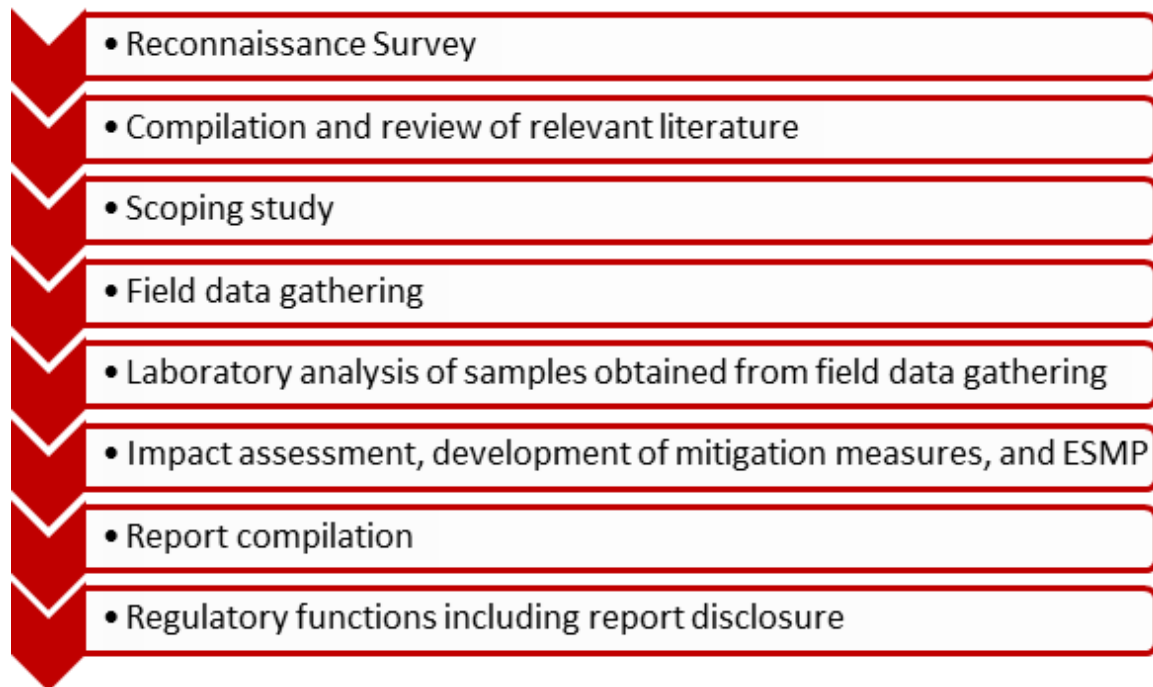 • Reconnaissance Survey
• Compilation and review of relevant literature
• Scoping study
• Field data gathering
• Laboratory analysis of samples obtained from field data gathering
• Impact assessment, development of mitigation measures, and ESMP
• Report compilation
• Regulatory functions including report disclosure